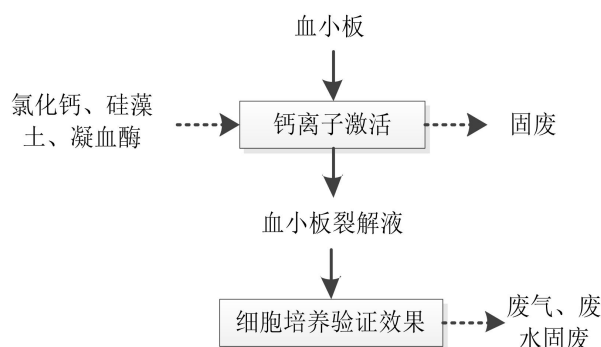 血小板
氯化钙、硅藻
土、凝血酶
钙离子激活
固废
血小板裂解液
细胞培养验证效果
废气、废
水固废